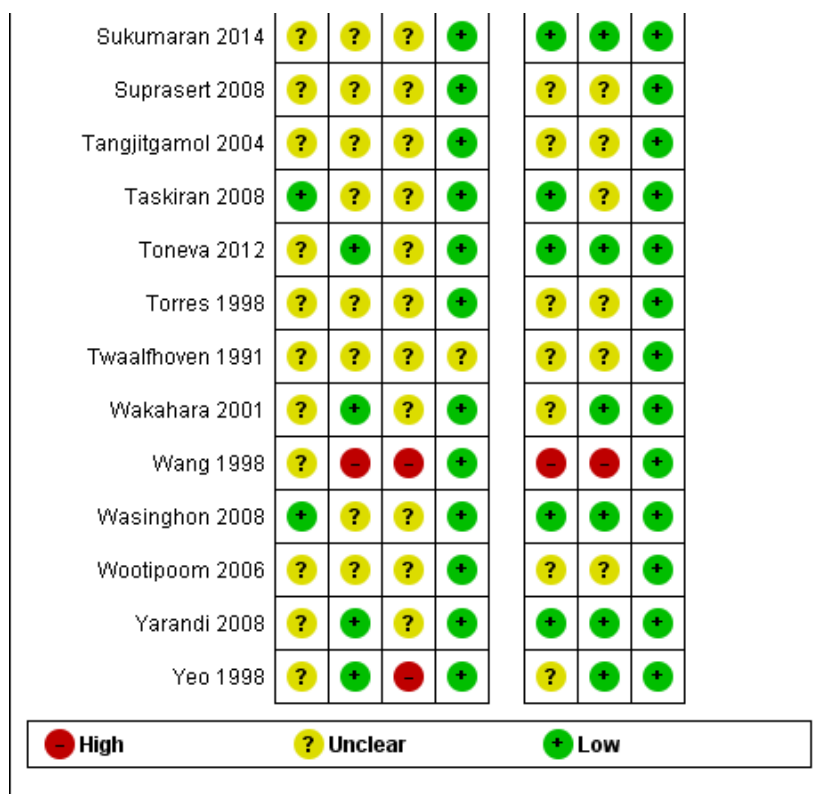 Sukumaran 2014 ? ? ? + + + +
Suprasert 2008 ? ? ? + ? ? +
Tangjitgamol 2004 ? ? ? + ? ? +
Taskiran 2008 + ? ? + + ? +
Toneva 2012 ? + ? + + + +
Torres 1998 ? ? ? + ? ? +
Twaalfhoven 1991 ? ? ? ? ? ? +
Wakahara 2001 ? + ? + ? + +
Wang 1998 ? - - + - - +
Wasinghon 2008 + ? ? + + + +
Wootipoom 2006 ? ? ? + ? ? +
Yarandi 2008 ? + ? + + + +
Yeo 1998 ? + - + ? + +
- High ? Unclear + Low